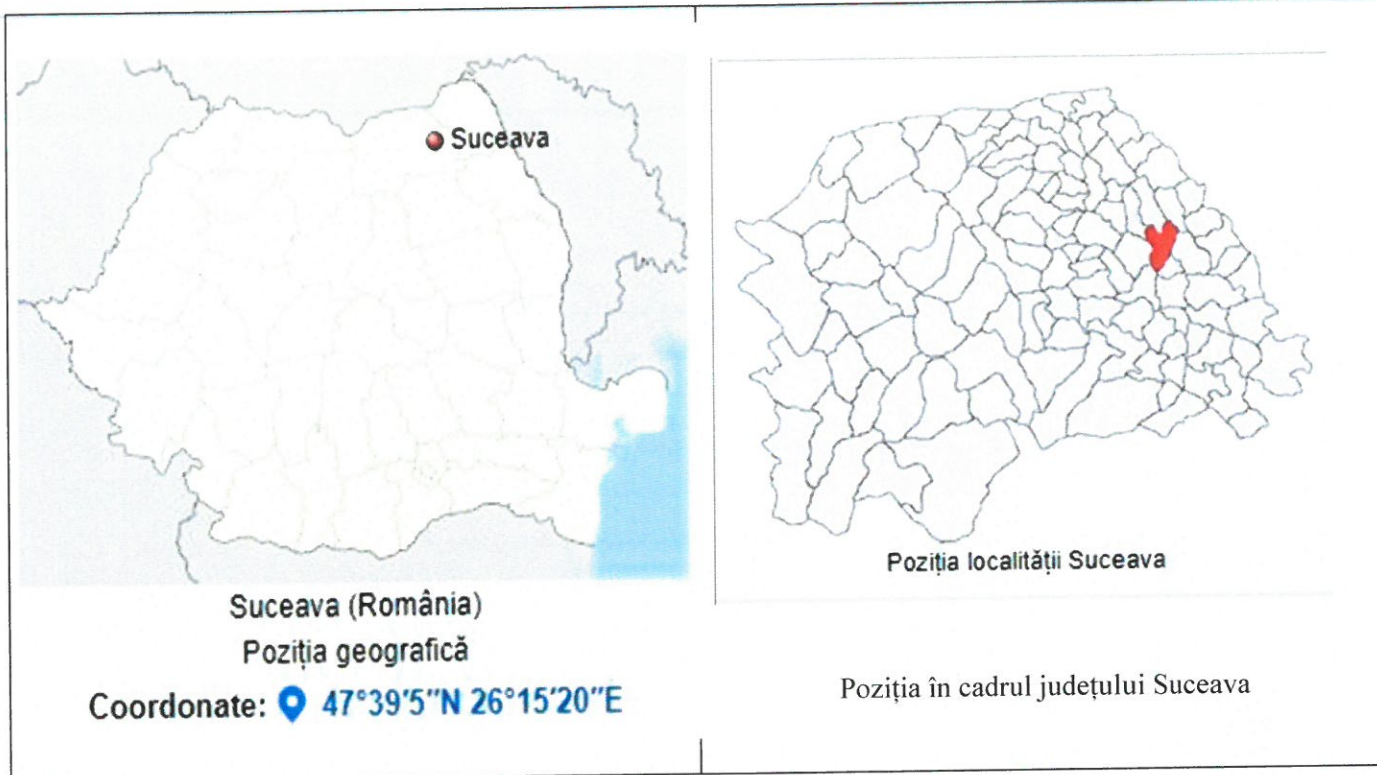 Suceava
Suceava (România)
Poziția geografică
Coordonate: 47°39'5"N 26°15'20"E
Poziția localității Suceava
Poziția în cadrul județului Suceava